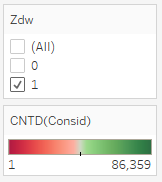 Zdw
(All)
0
1
CNTD(Consid)
1 86,359